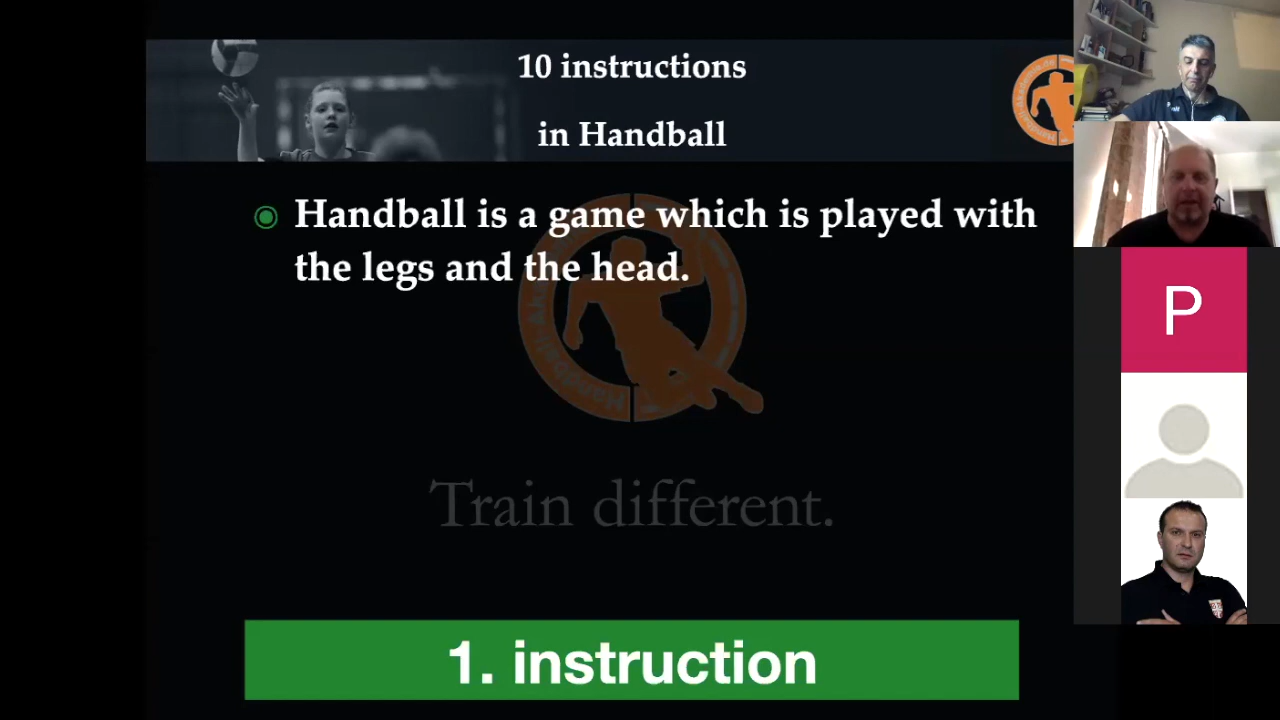 10 instructions
in Handball
Handball is a game which is played with
the legs and the head.
Train different.
1. instruction
P